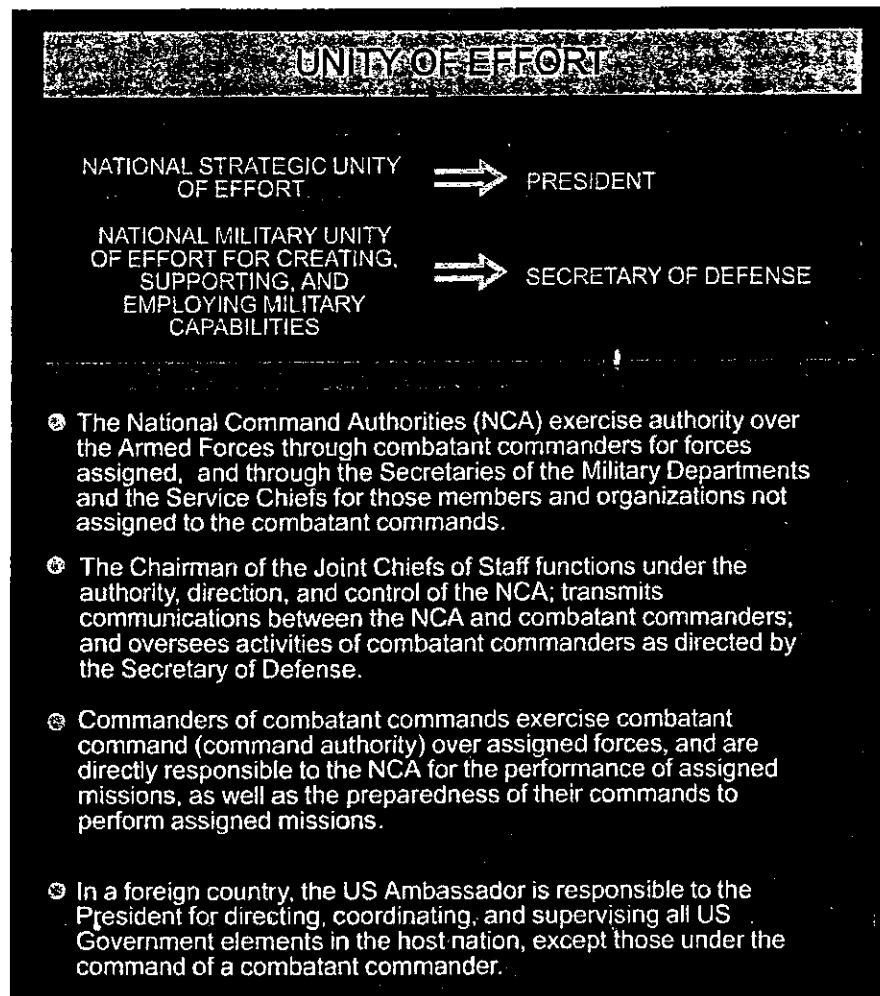 UNITY OF EFFORT
NATIONAL STRATEGIC UNITY
OF EFFORT
PRESIDENT
NATIONAL MILITARY UNITY
OF EFFORT FOR CREATING,
SUPPORTING, AND
EMPLOYING MILITARY
CAPABILITIES
SECRETARY OF DEFENSE
The National Command Authorities (NCA) exercise authority over
the Armed Forces through combatant commanders for forces
assigned, and through the Secretaries of the Military Departments
and the Service Chiefs for those members and organizations not
assigned to the combatant commands.
The Chairman of the Joint Chiefs of Staff functions under the
authority, direction, and control of the NCA; transmits
communications between the NCA and combatant commanders;
and oversees activities of combatant commanders as directed by
the Secretary of Defense.
Commanders of combatant commands exercise combatant
command (command authority) over assigned forces, and are
directly responsible to the NCA for the performance of assigned
missions, as well as the preparedness of their commands to
perform assigned missions.
In a foreign country, the US Ambassador is responsible to the
President for directing, coordinating, and supervising all US
Government elements in the host nation, except those under the
command of a combatant commander.